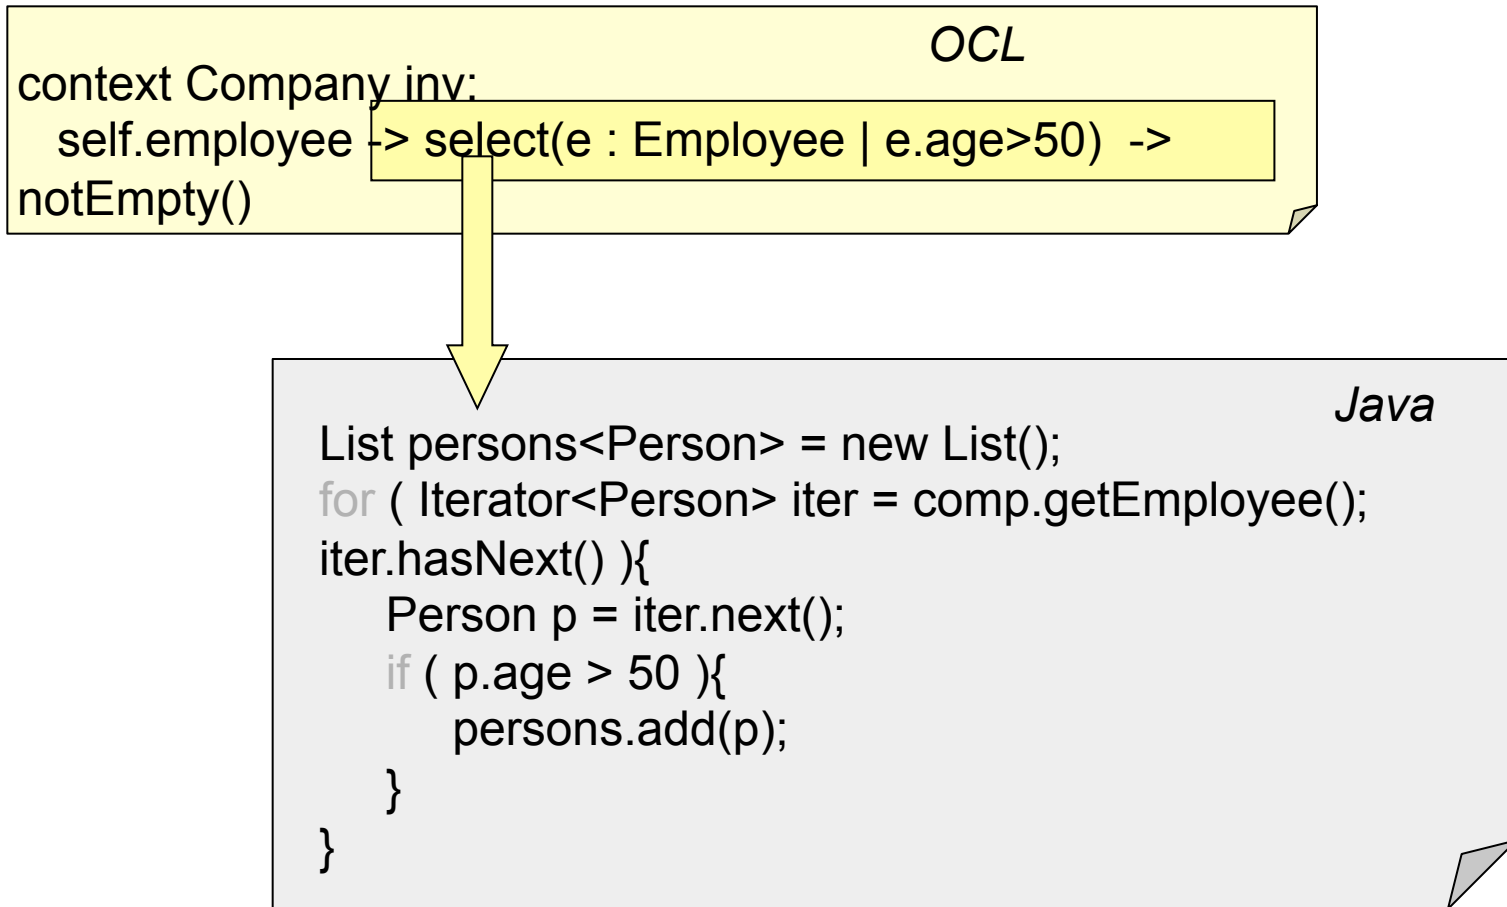 OCL
context Company inv:
self.employee -> select(e : Employee | e.age>50) ->
notEmpty()
Java
List persons<Person> = new List();
for ( Iterator<Person> iter = comp.getEmployee();
iter.hasNext() ){
Person p = iter.next();
if ( p.age > 50 ){
persons.add(p);
}
}